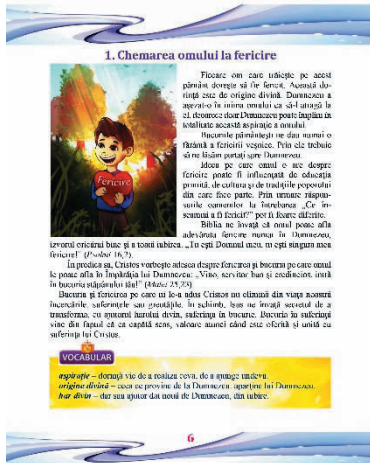 1. Chemarea omului la fericire
Fiecare om care trăiește pe acest
pământ dorește să fie fericit. Această do-
rință este de origine divină. Dumnezeu a
așezat-o în inima omului ca să-l atragă la
el, deoarece doar Dumnezeu poate împlini în
totalitate această aspirație a omului.
Bucuriile pământești ne dau numai o
fărâmă a fericirii veșnice. Prin ele trebuie
să ne lăsăm purtați spre Dumnezeu.
Ideea pe care omul o are despre
fericire poate fi influențată de educația
primită, de cultura și de tradițiile poporului
din care face parte. Prin urmare răspun-
surile oamenilor la întrebarea „Ce în-
seamnă a fi fericit?” pot fi foarte diferite.
Biblia ne învață că omul poate afla
adevărata fericire numai în Dumnezeu,
izvorul oricărui bine și a toată iubirea. „Tu ești Domnul meu, tu ești singura mea
fericire!” (Psalmul 16,2).
În predica sa, Cristos vorbește adesea despre fericirea și bucuria pe care omul
le poate afla în Împărăția lui Dumnezeu: „Vino, servitor bun și credincios, intră
în bucuria stăpânului tău!” (Matei 25,23)
Bucuria și fericirea pe care ni le-a adus Cristos nu elimină din viața noastră
încercările, suferințele sau greutățile. În schimb, Isus ne învață secretul de a
transforma, cu ajutorul harului divin, suferința în bucurie. Bucuria în suferință
vine din faptul că ea capătă sens, valoare atunci când este oferită și unită cu
suferința lui Cristos.
Fericire
VOCABULAR
aspirație – dorință vie de a realiza ceva, de a ajunge undeva.
origine divină – ceea ce provine de la Dumnezeu, aparține lui Dumnezeu.
har divin – dar sau ajutor dat nouă de Dumnezeu, din iubire.
6